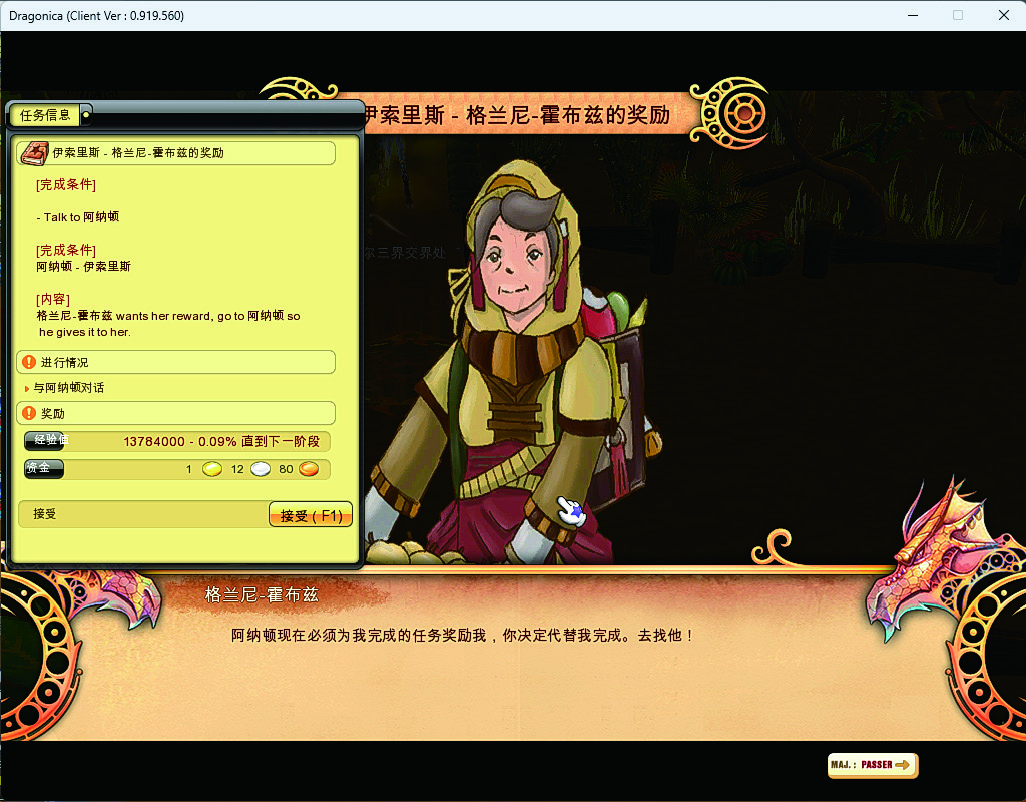 Dragonica (Client Ver : 0.919.560)
伊索里斯 - 格兰尼-霍布兹的奖励
任务信息
伊索里斯 - 格兰尼-霍布兹的奖励
[完成条件]
- Talk to 阿纳顿
[完成条件]
阿纳顿 - 伊索里斯
[内容]
格兰尼-霍布兹 wants her reward, go to 阿纳顿 so
he gives it to her.
进行情况
与阿纳顿对话
奖励
经验值 13784000 - 0.09% 直到下一阶段
资金 1 12 80
接受 接受 ( F1)
尔三界交界处
格兰尼-霍布兹
阿纳顿现在必须为我完成的任务奖励我，你决定代替我完成。去找他！
MAJ. : PASSER